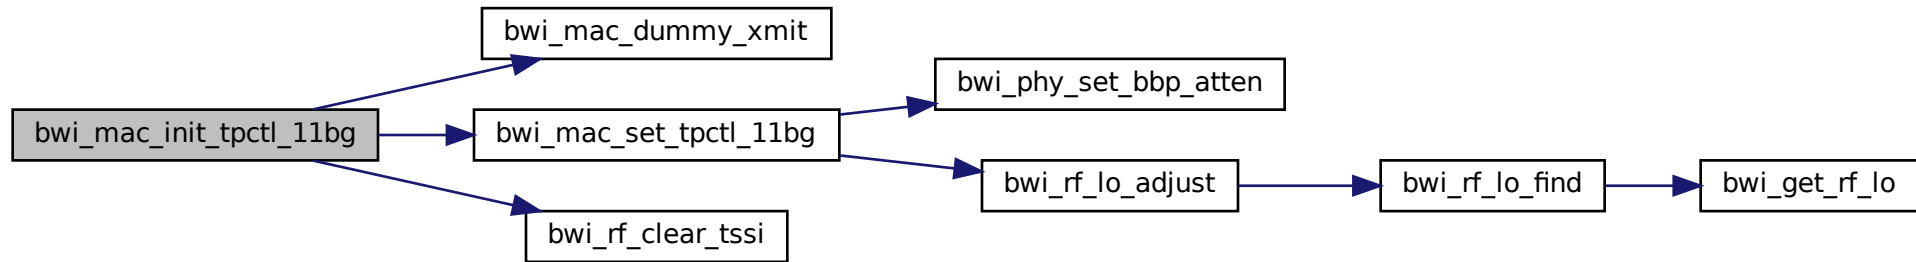 bwi_mac_dummy_xmit
bwi_phy_set_bbp_atten
bwi_mac_init_tpctl_11bg
bwi_mac_set_tpctl_11bg
bwi_rf_lo_adjust
bwi_rf_lo_find
bwi_get_rf_lo
bwi_rf_clear_tssi